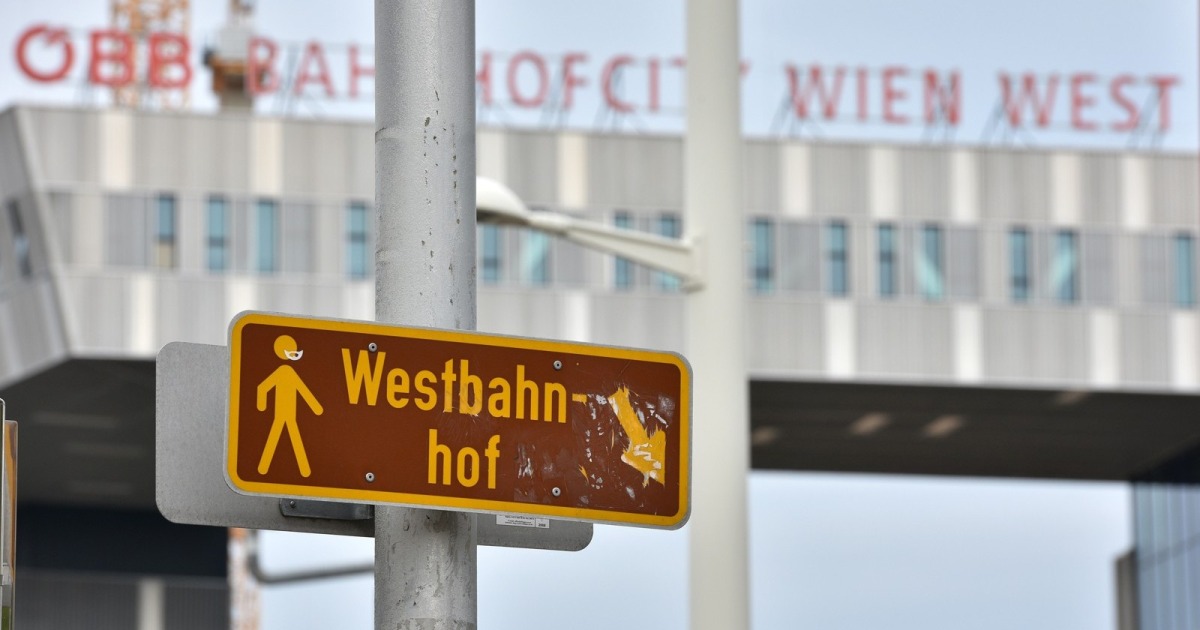 ÖBB BAHNHOFCITY WIEN WEST
Westbahn-
hof